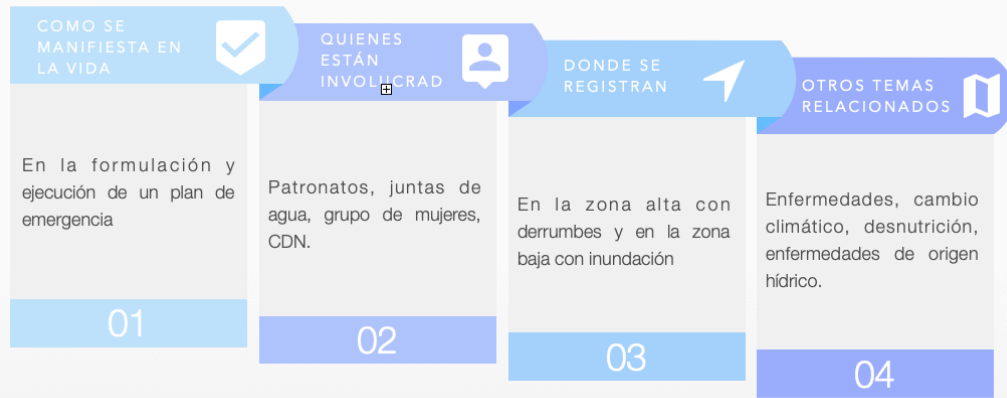 COMO SE
MANIFIESTA EN
LA VIDA
En la formulación y
ejecución de un plan de
emergencia
01
QUIENES
ESTÁN
INVOLUCRAD
Patronatos, juntas de
agua, grupo de mujeres,
CDN.
02
DONDE SE
REGISTRAN
En la zona alta con
derrumbes y en la zona
baja con inundación
03
OTROS TEMAS
RELACIONADOS
Enfermedades, cambio
climático, desnutrición,
enfermedades de origen
hídrico.
04